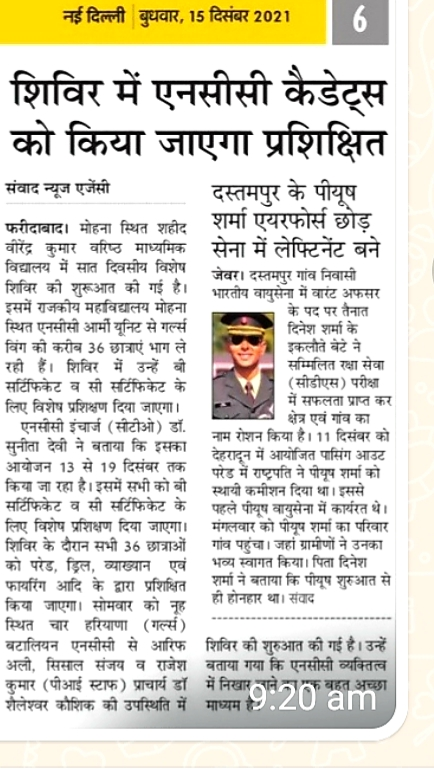 नई दिल्ली | बुधवार, 15 दिसंबर 2021
6
शिविर में एनसीसी कैडेट्स
को किया जाएगा प्रशिक्षित
संवाद न्यूज एजेंसी
फरीदाबाद। मोहना स्थित शहीद
वीरेंद्र कुमार वरिष्ठ माध्यमिक
विद्यालय में सात दिवसीय विशेष
शिविर की शुरूआत की गई है।
इसमें राजकीय महाविद्यालय मोहना
स्थित एनसीसी आर्मी यूनिट से गर्ल्स
विंग की करीब 36 छात्राएं भाग ले
रही हैं। शिविर में उन्हें बी
सर्टिफिकेट व सी सर्टिफिकेट के
लिए विशेष प्रशिक्षण दिया जाएगा।
एनसीसी इंचार्ज (सीटीओ) डॉ.
सुनीता देवी ने बताया कि इसका
आयोजन 13 से 19 दिसंबर तक
किया जा रहा है। इसमें सभी को बी
सर्टिफिकेट व सी सर्टिफिकेट के
लिए विशेष प्रशिक्षण दिया जाएगा।
शिविर के दौरान सभी 36 छात्राओं
को परेड, ड्रिल, व्याख्यान एवं
फायरिंग आदि के द्वारा प्रशिक्षित
किया जाएगा। सोमवार को नूह
स्थित चार हरियाणा (गर्ल्स)
बटालियन एनसीसी से आरिफ
अली, सिसाल संजय व राजेश
कुमार (पीआई स्टाफ) प्राचार्य डॉ
शैलेश्वर कौशिक की उपस्थिति में
शिविर की शुरुआत की गई है। उन्हें
बताया गया कि एनसीसी व्यक्तित्व
में निखार लाने का एक बहुत अच्छा
माध्यम है।
दस्तमपुर के पीयूष
शर्मा एयरफोर्स छोड़
सेना में लेफ्टिनेंट बने
जेवर। दस्तमपुर गांव निवासी
भारतीय वायुसेना में वारंट अफसर
के पद पर तैनात
दिनेश शर्मा के
इकलौते बेटे ने
सम्मिलित रक्षा सेवा
(सीडीएस) परीक्षा
में सफलता प्राप्त कर
क्षेत्र एवं गांव का
नाम रोशन किया है। 11 दिसंबर को
देहरादून में आयोजित पासिंग आउट
परेड में राष्ट्रपति ने पीयूष शर्मा को
स्थायी कमीशन दिया था। इससे
पहले पीयूष वायुसेना में कार्यरत थे।
मंगलवार को पीयूष शर्मा का परिवार
गांव पहुंचा। जहां ग्रामीणों ने उनका
भव्य स्वागत किया। पिता दिनेश
शर्मा ने बताया कि पीयूष शुरुआत से
ही होनहार था। संवाद
9:20 am